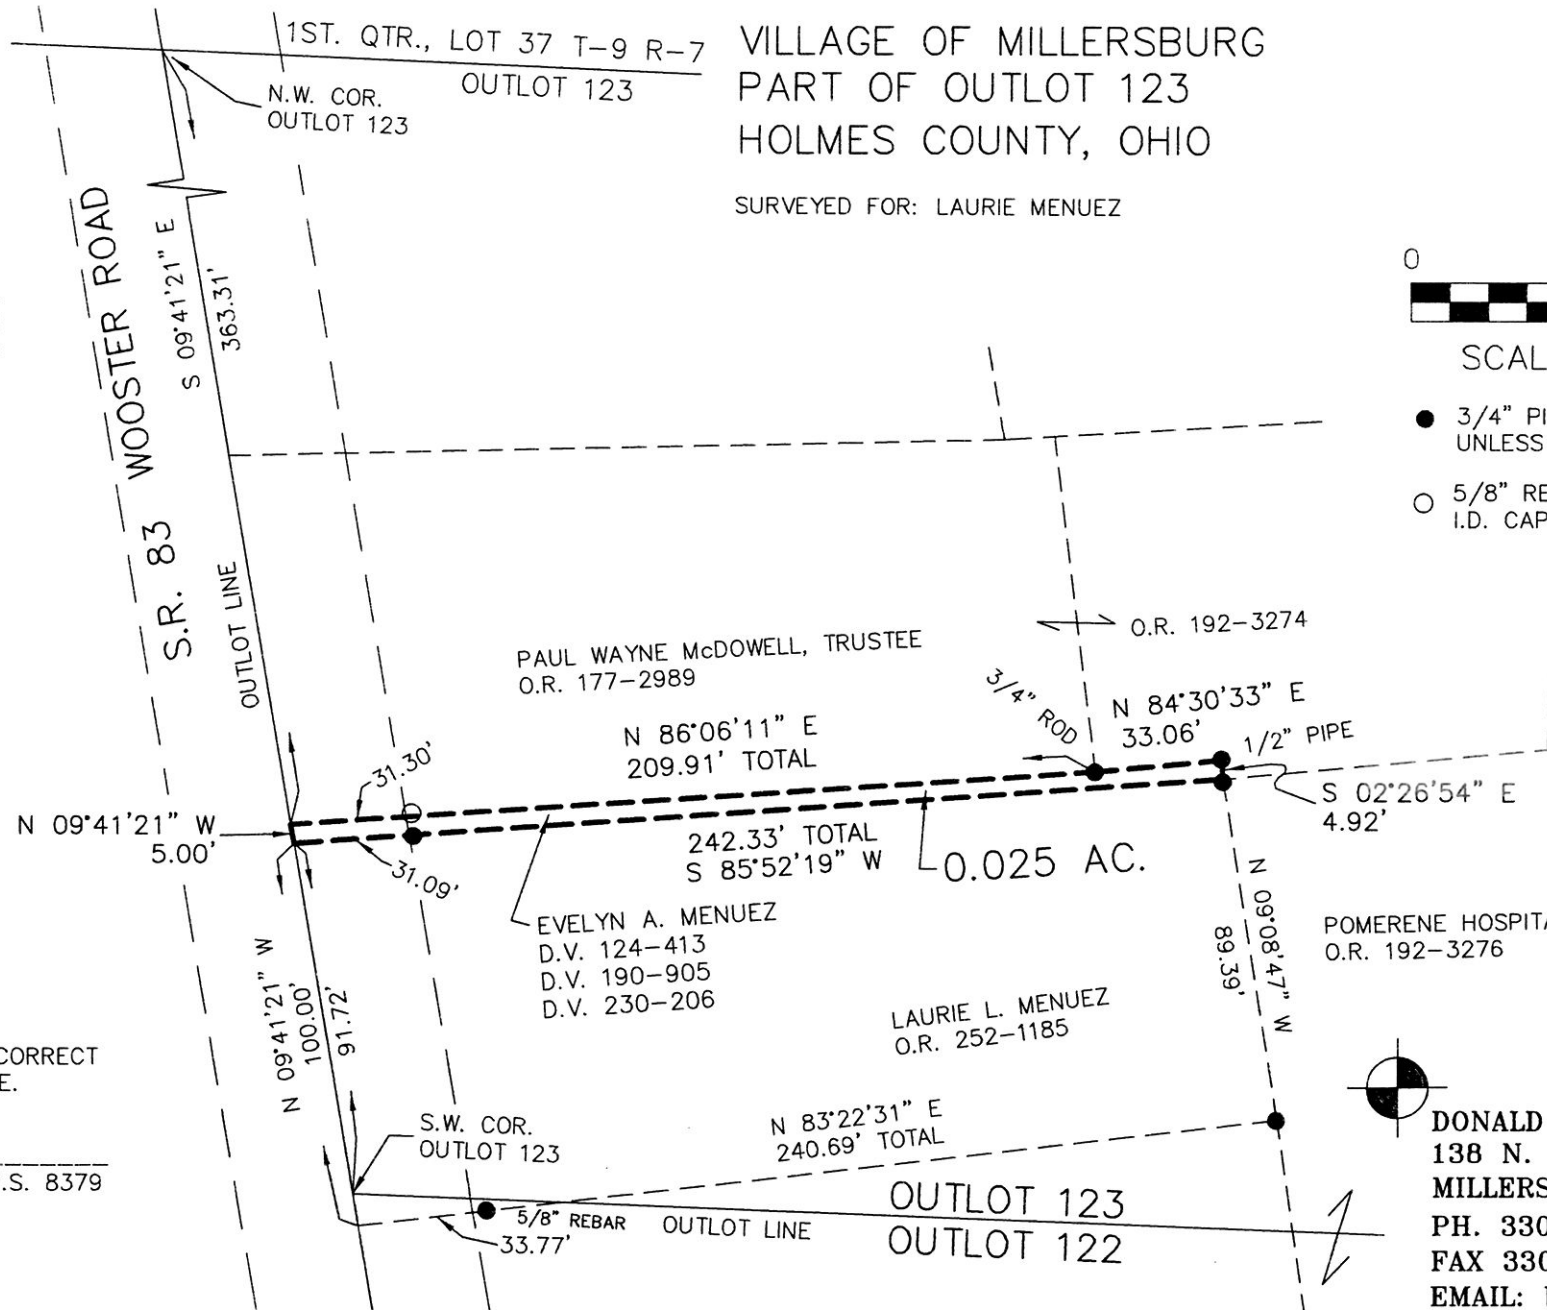 1ST. QTR., LOT 37 T-9 R-7
OUTLOT 123
N.W. COR.
OUTLOT 123
VILLAGE OF MILLERSBURG
PART OF OUTLOT 123
HOLMES COUNTY, OHIO
SURVEYED FOR: LAURIE MENUEZ
S.R. 83 WOOSTER ROAD
S 09°41'21" E
363.31'
OUTLOT LINE
0
3/4"
UNLESS
5/8"
I.D. CAP
PAUL WAYNE McDOWELL, TRUSTEE
O.R. 177-2989
O.R. 192-3274
N 86°06'11" E
209.91' TOTAL
3/4" ROD
N 84°30'33" E
33.06'
1/2" PIPE
S 02°26'54" E
4.92'
31.30'
N 09°41'21" W
5.00'
31.09'
242.33' TOTAL
S 85°52'19" W
0.025 AC.
EVELYN A. MENUEZ
D.V. 124-413
D.V. 190-905
D.V. 230-206
N 09°08'47" W
89.39'
POMERENE
O.R. 192-3276
N 09°41'21" W
100.00'
91.72'
LAURIE L. MENUEZ
O.R. 252-1185
CORRECT
E.
.S. 8379
S.W. COR.
OUTLOT 123
N 83°22'31" E
240.69' TOTAL
5/8" REBAR
33.77'
OUTLOT LINE
OUTLOT 123
OUTLOT 122
DONALD
138 N.
MILLERS
PH. 330
FAX 330
EMAIL: